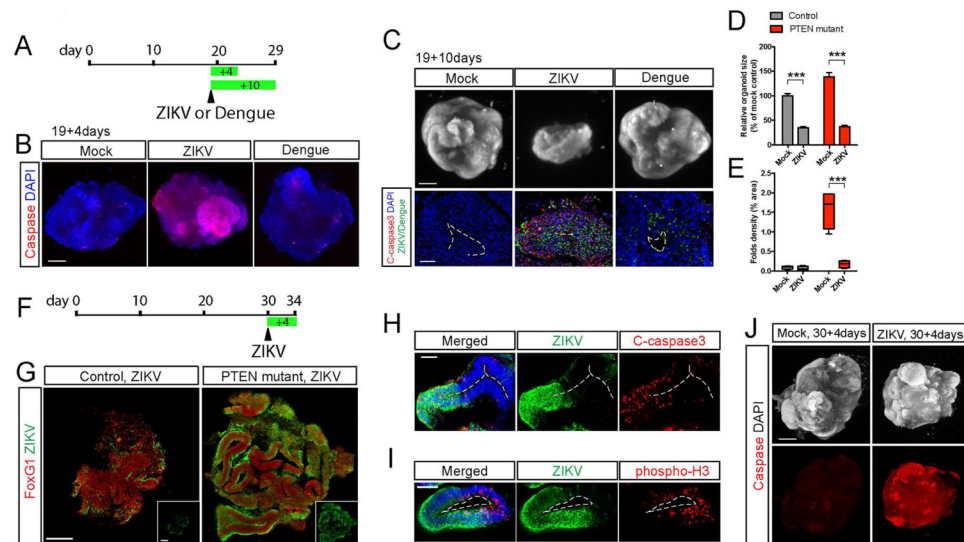 A
day 0 10 20 29
+4
+10
ZIKV or Dengue
B
19+4days
Mock ZIKV Dengue
Caspase DAPI
C
19+10days
Mock ZIKV Dengue
C-caspase3 DAPI
ZIKV/Dengue
D
Control
PTEN mutant
Relative organoid size
(% of mock control)
200
150
100
50
0
*** ***
Mock ZIKV Mock ZIKV
E
Folds density (% area)
2.0
1.5
1.0
0.5
0.0
***
Mock ZIKV Mock ZIKV
F
day 0 10 20 30 34
+4
ZIKV
G
Control, ZIKV PTEN mutant, ZIKV
FoxG1 ZIKV
H
Merged ZIKV C-caspase3
I
Merged ZIKV phospho-H3
J
Mock, 30+4days ZIKV, 30+4days
Caspase DAPI